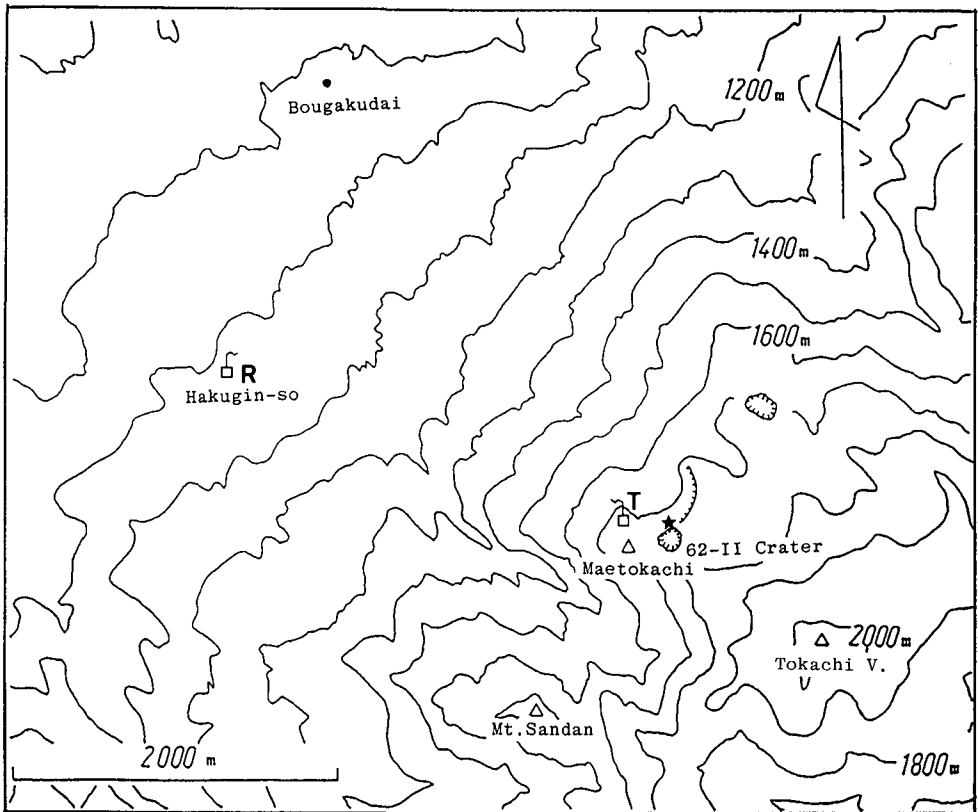 1200m
Bougakudai
1400m
1600m
R
Hakugin-so
T
62-II Crater
Maetokachi
2000m
Tokachi V.
Mt.Sandan
2000 m
1800m